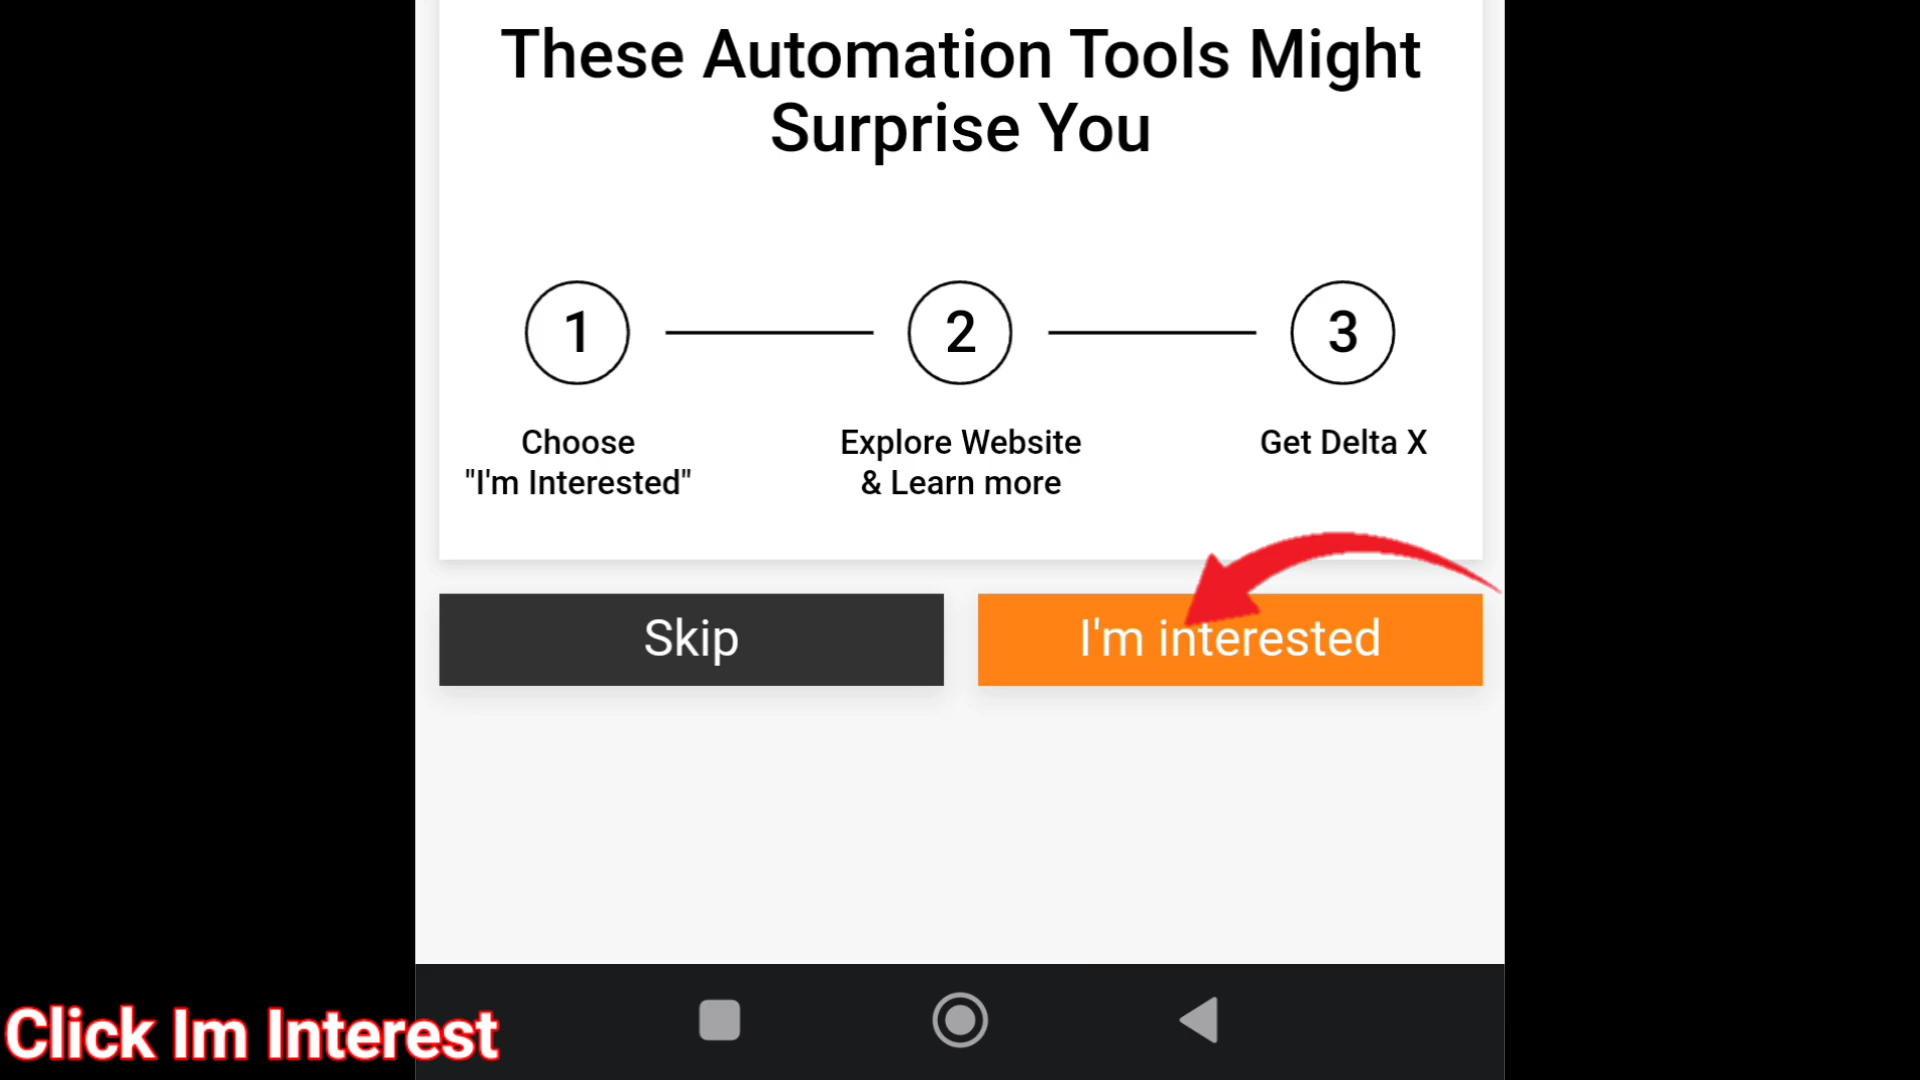 These Automation Tools Might
Surprise You
1
2
3
Choose
"I'm Interested"
Explore Website
& Learn more
Get Delta X
Skip
I'm interested
Click Im Interest